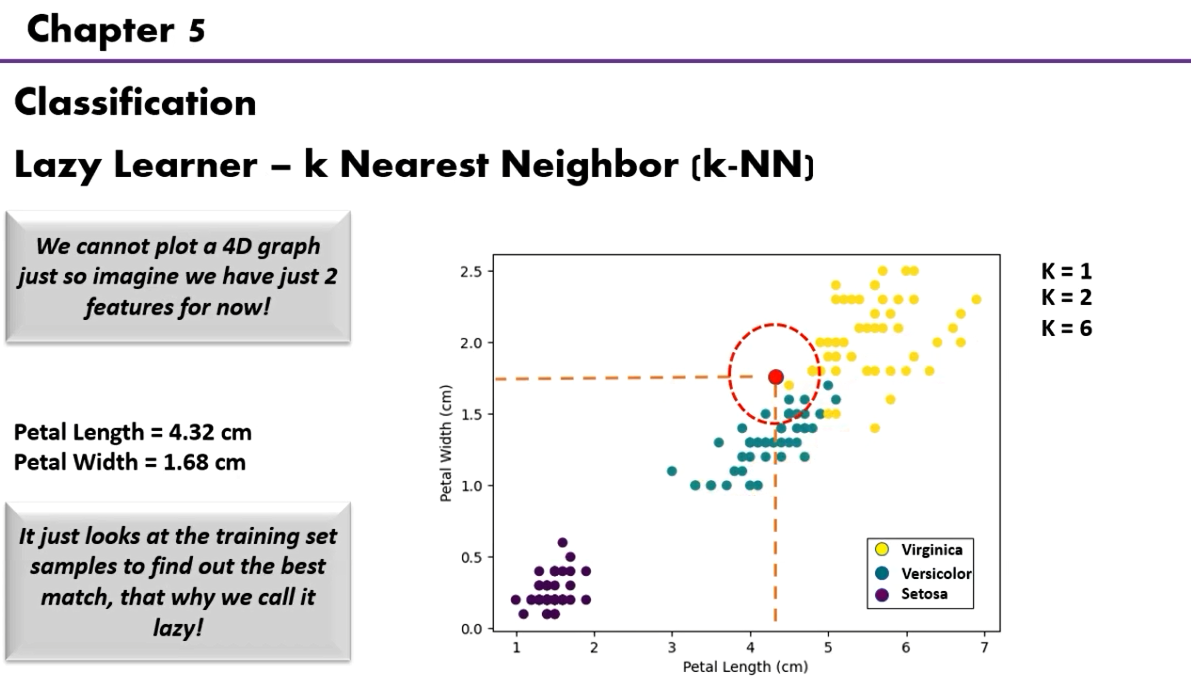 Chapter 5
Classification
Lazy Learner – k Nearest Neighbor (k-NN)
We cannot plot a 4D graph
just so imagine we have just 2
features for now!
Petal Length = 4.32 cm
Petal Width = 1.68 cm
It just looks at the training set
samples to find out the best
match, that why we call it
lazy!
Petal Width (cm)
2.5
2.0
1.5
1.0
0.5
0.0
1 2 3 4 5 6 7
Petal Length (cm)
Virginica
Versicolor
Setosa
K = 1
K = 2
K = 6